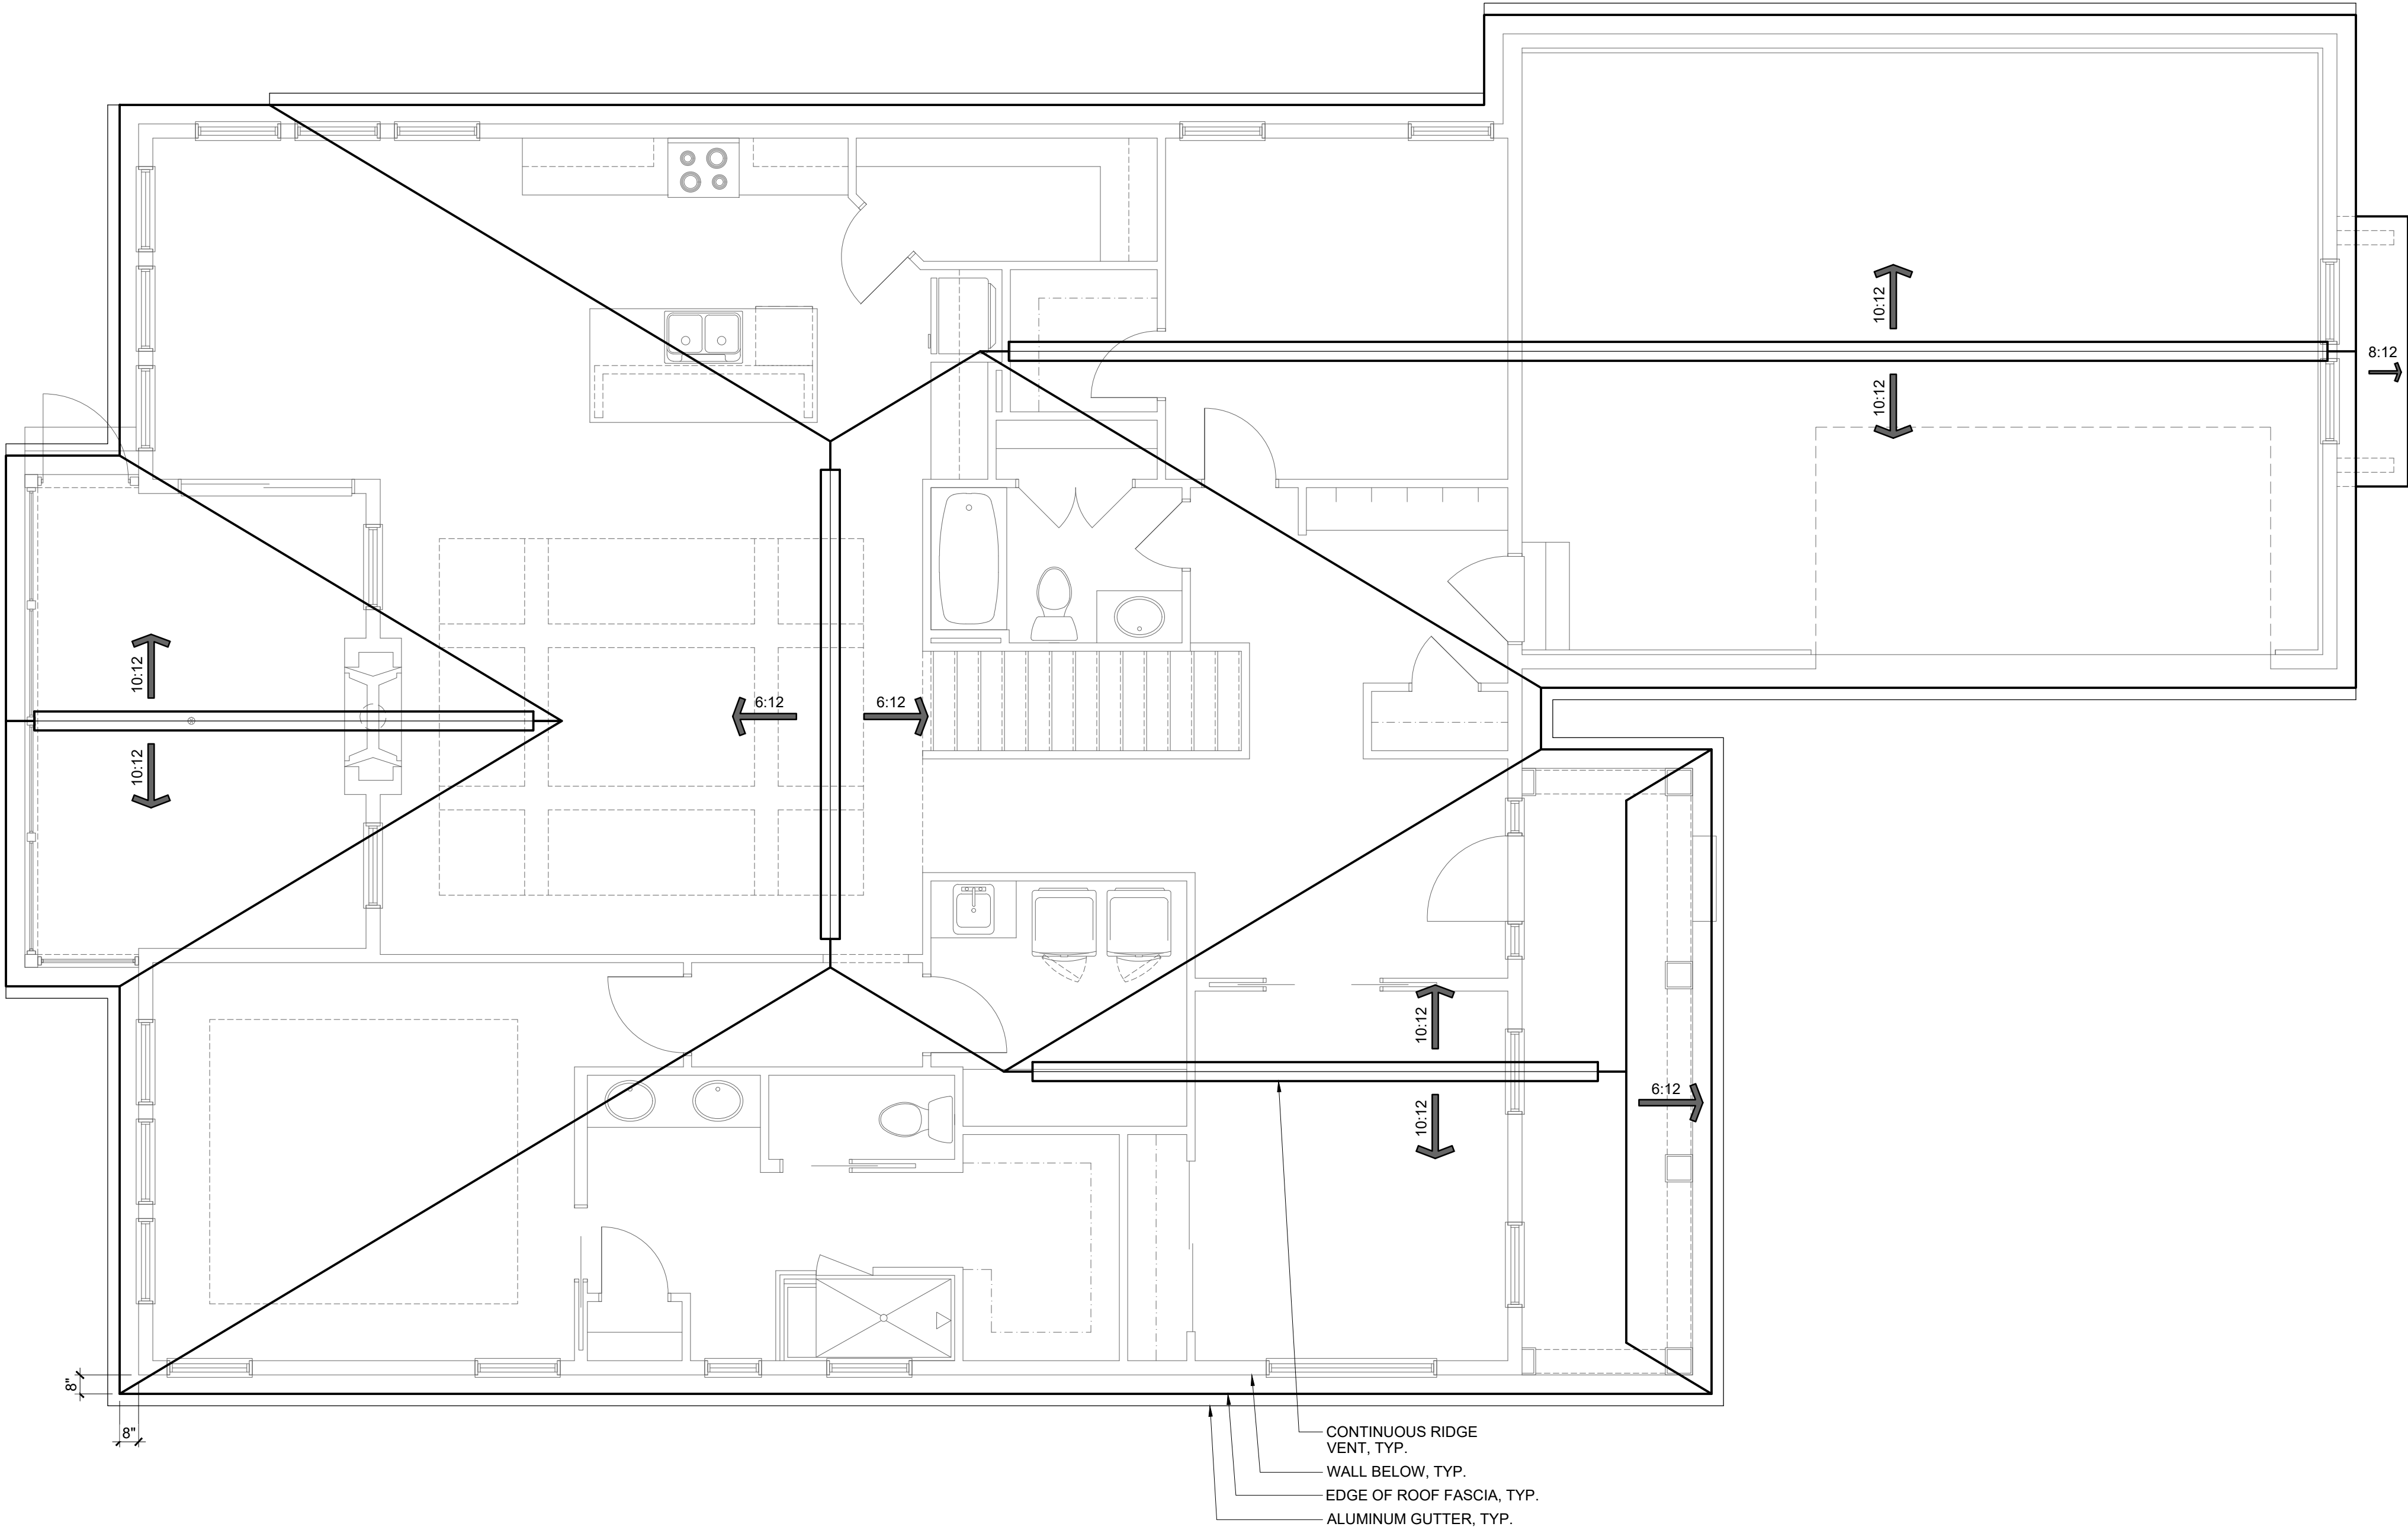 10:12
10:12
8:12
10:12
10:12
6:12
6:12
10:12
10:12
6:12
8"
8"
CONTINUOUS RIDGE
VENT, TYP.
WALL BELOW, TYP.
EDGE OF ROOF FASCIA, TYP.
ALUMINUM GUTTER, TYP.